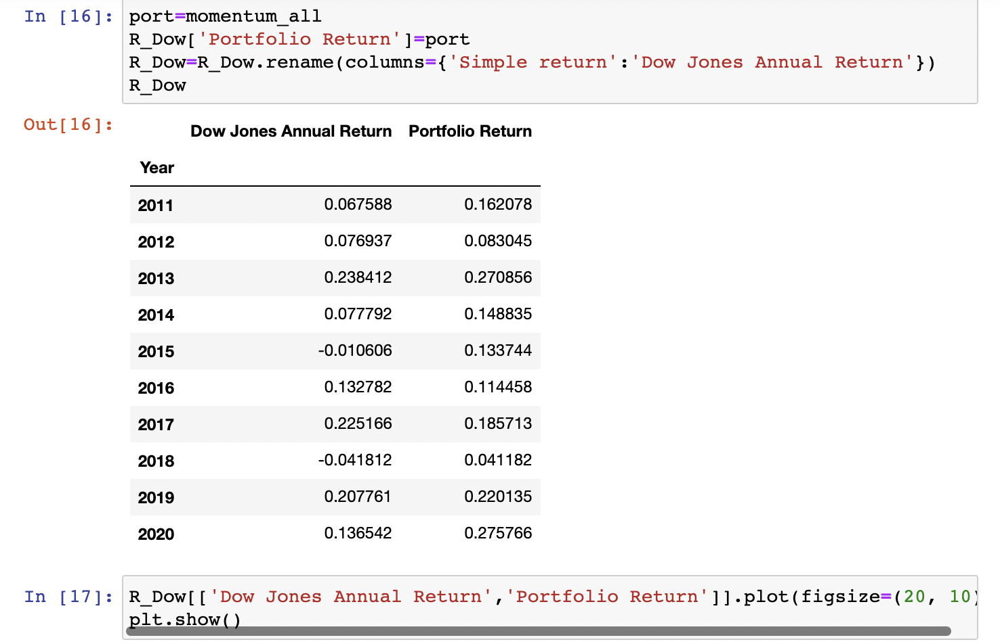 In [16]: port=momentum_all
R_Dow['Portfolio Return']=port
R_Dow=R_Dow.rename(columns={'Simple return':'Dow Jones Annual Return'})
R_Dow
Out[16]:
Dow Jones Annual Return Portfolio Return
Year
2011 0.067588 0.162078
2012 0.076937 0.083045
2013 0.238412 0.270856
2014 0.077792 0.148835
2015 -0.010606 0.133744
2016 0.132782 0.114458
2017 0.225166 0.185713
2018 -0.041812 0.041182
2019 0.207761 0.220135
2020 0.136542 0.275766
In [17]: R_Dow[['Dow Jones Annual Return','Portfolio Return']].plot(figsize=(20, 10)
plt.show()